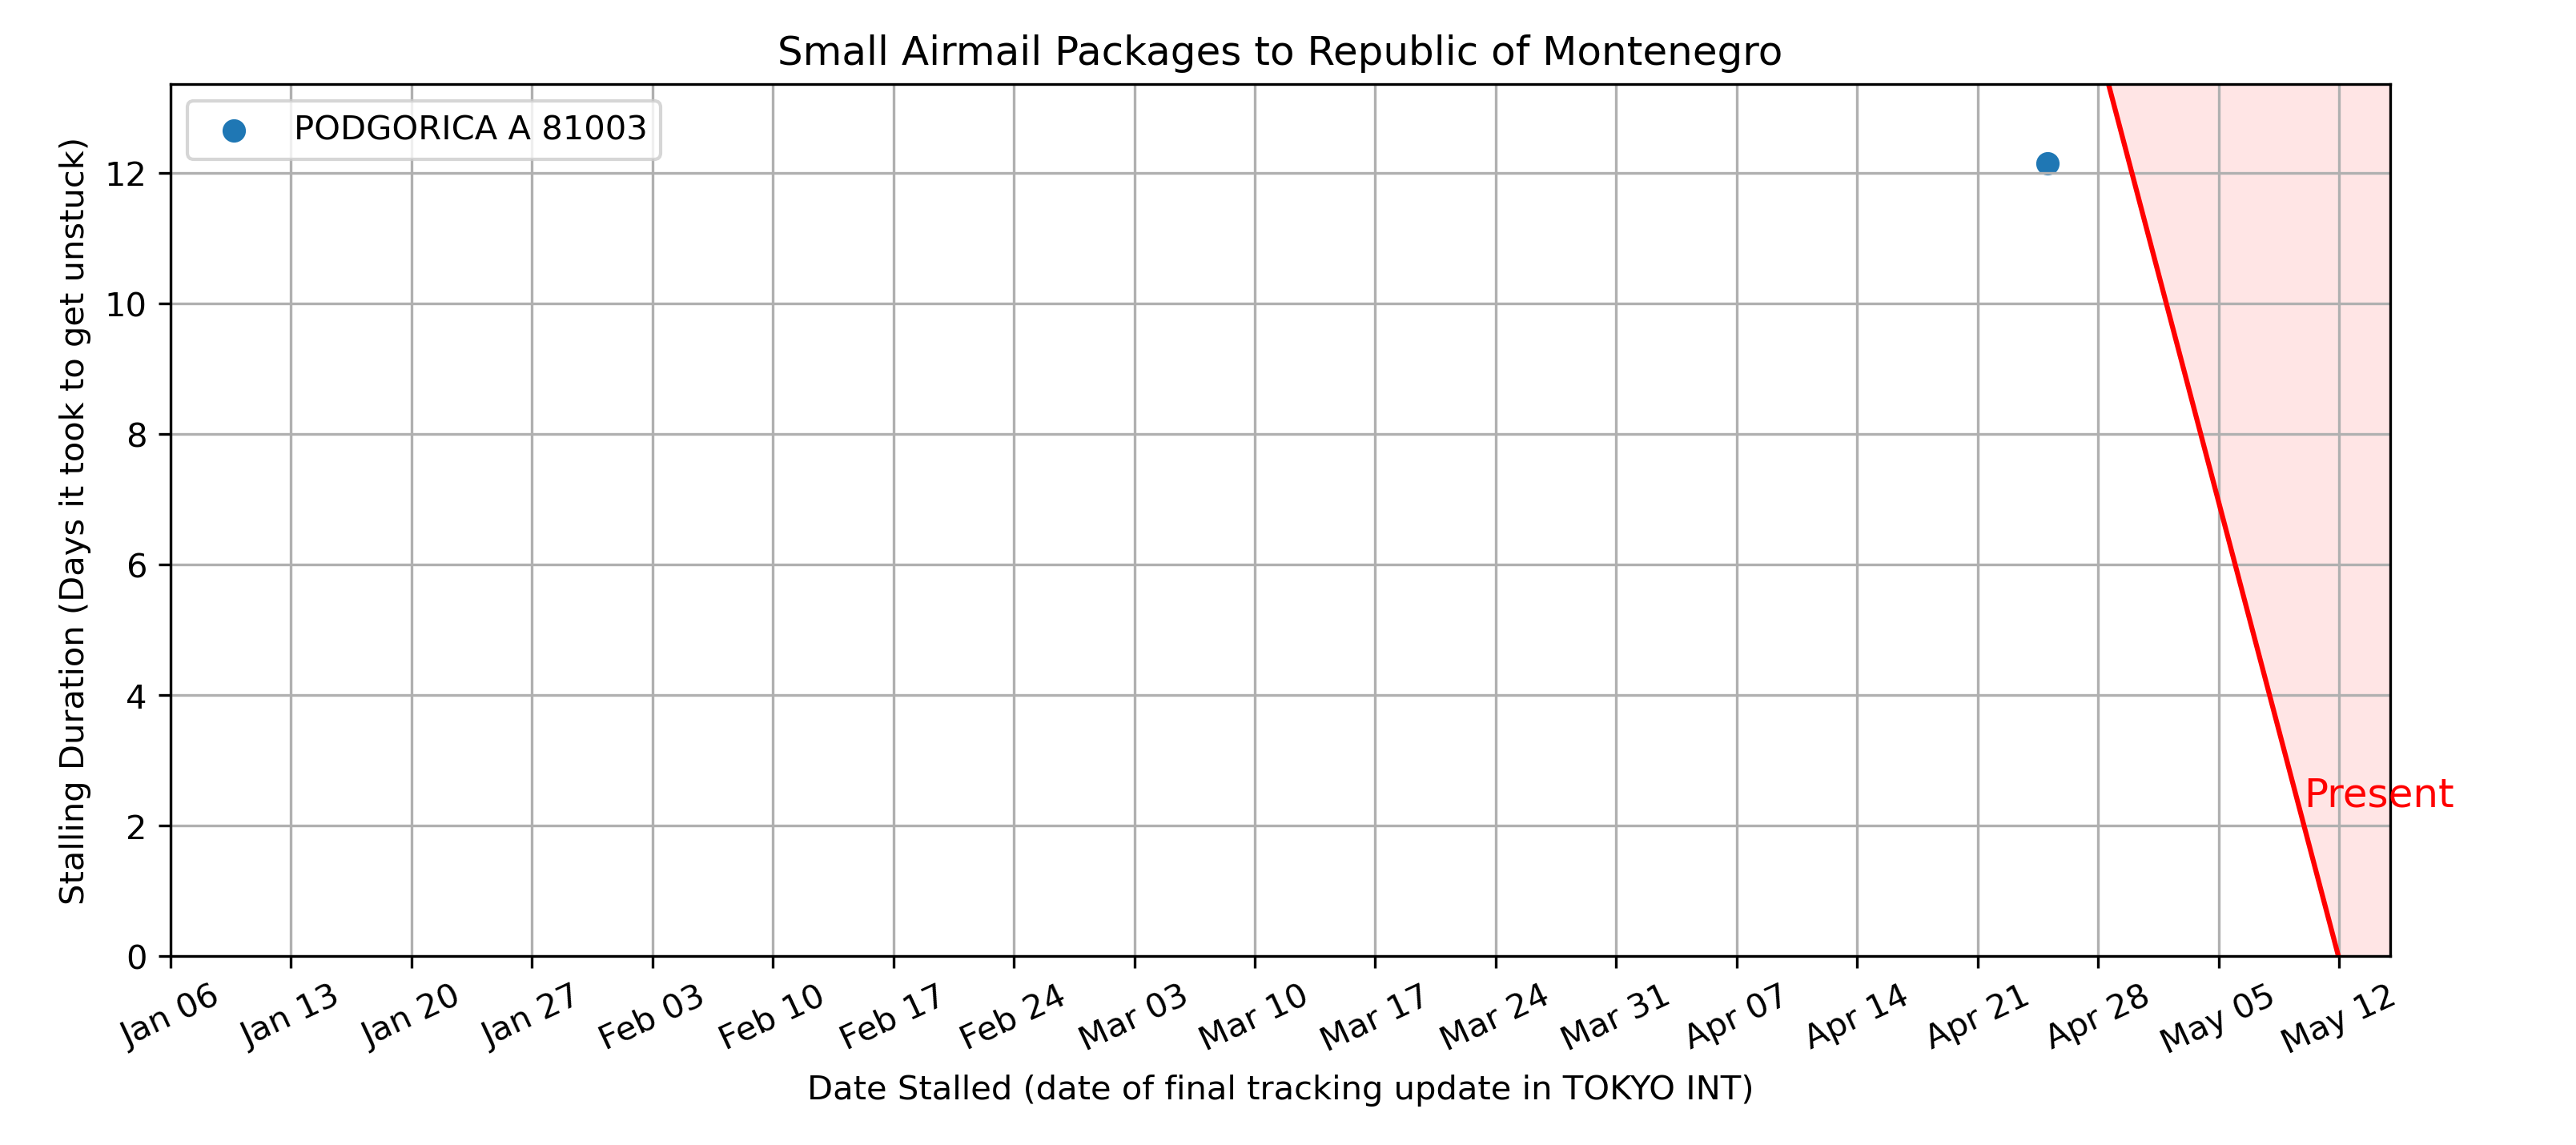 Small Airmail Packages to Republic of Montenegro
PODGORICA A 81003
Stalling Duration (Days it took to get unstuck)
12
10
8
6
4
2
0
Present
Jan 06
Jan 13
Jan 20
Jan 27
Feb 03
Feb 10
Feb 17
Feb 24
Mar 03
Mar 10
Mar 17
Mar 24
Mar 31
Apr 07
Apr 14
Apr 21
Apr 28
May 05
May 12
Date Stalled (date of final tracking update in TOKYO INT)